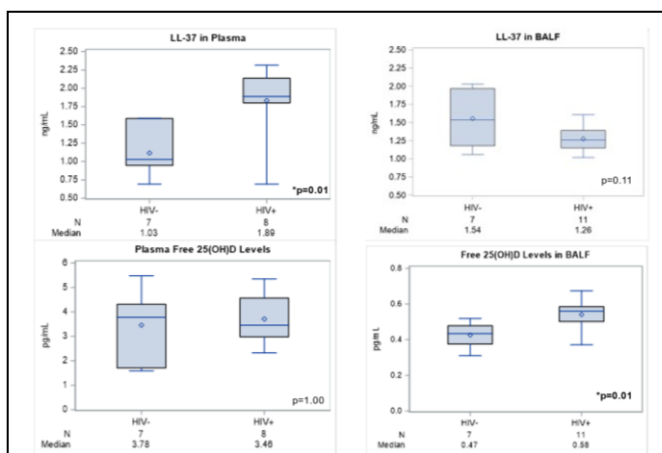 LL-37 in Plasma
2.50
2.25
2.00
1.75
1.50
1.25
1.00
0.75
0.50
ng/mL
*p=0.01
HIV- HIV+
N 7 8
Median 1.03 1.89
LL-37 in BALF
2.50
2.25
2.00
1.75
1.50
1.25
1.00
0.75
0.50
ng/mL
p=0.11
HIV- HIV+
N 7 11
Median 1.54 1.26
Plasma Free 25(OH)D Levels
6
5
4
3
2
1
0
pg/mL
p=1.00
HIV- HIV+
N 7 8
Median 3.78 3.46
Free 25(OH)D Levels in BALF
0.8
0.6
0.4
0.2
0.0
pg/mL
*p=0.01
HIV- HIV+
N 7 11
Median 0.47 0.58